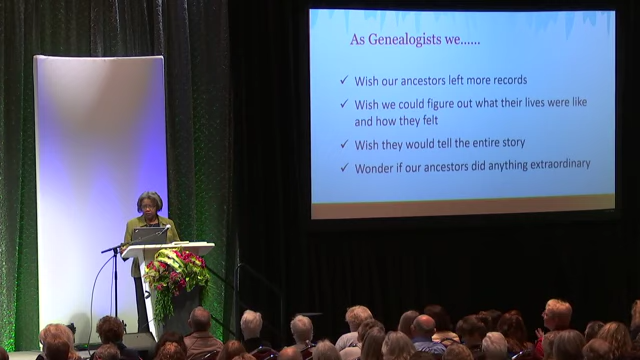 As Genealogists we......
✓ Wish our ancestors left more records
✓ Wish we could figure out what their lives were like
and how they felt
✓ Wish they would tell the entire story
✓ Wonder if our ancestors did anything extraordinary